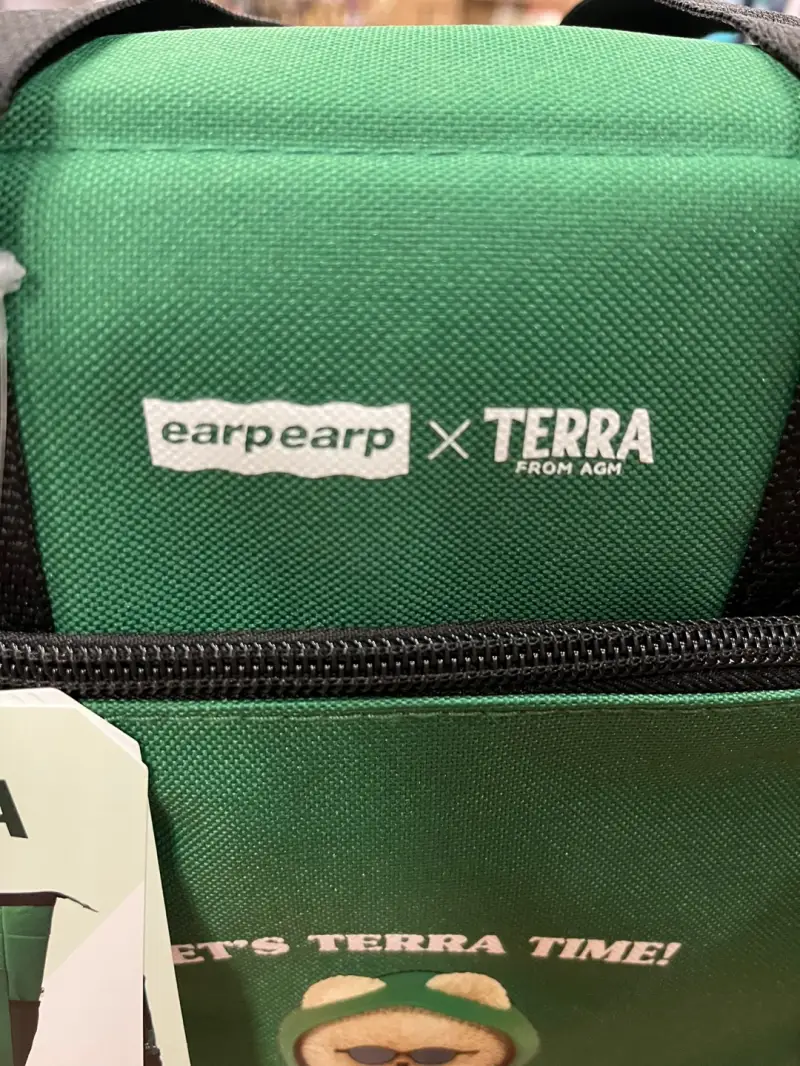 earpearp × TERRA
FROM AGM
A
ET'S TERRA TIME!